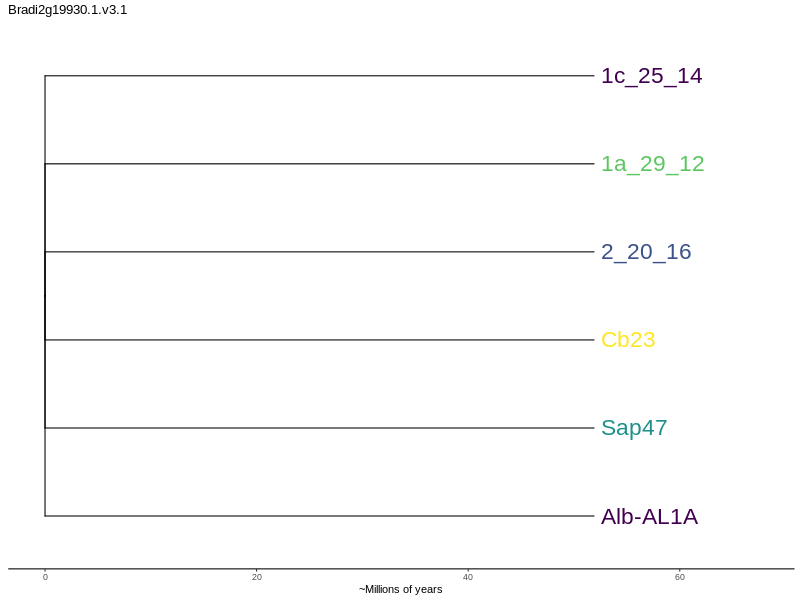 Bradi2g19930.1.v3.1
1c_25_14
1a_29_12
2_20_16
Cb23
Sap47
Alb-AL1A
0 20 40 60
~Millions of years